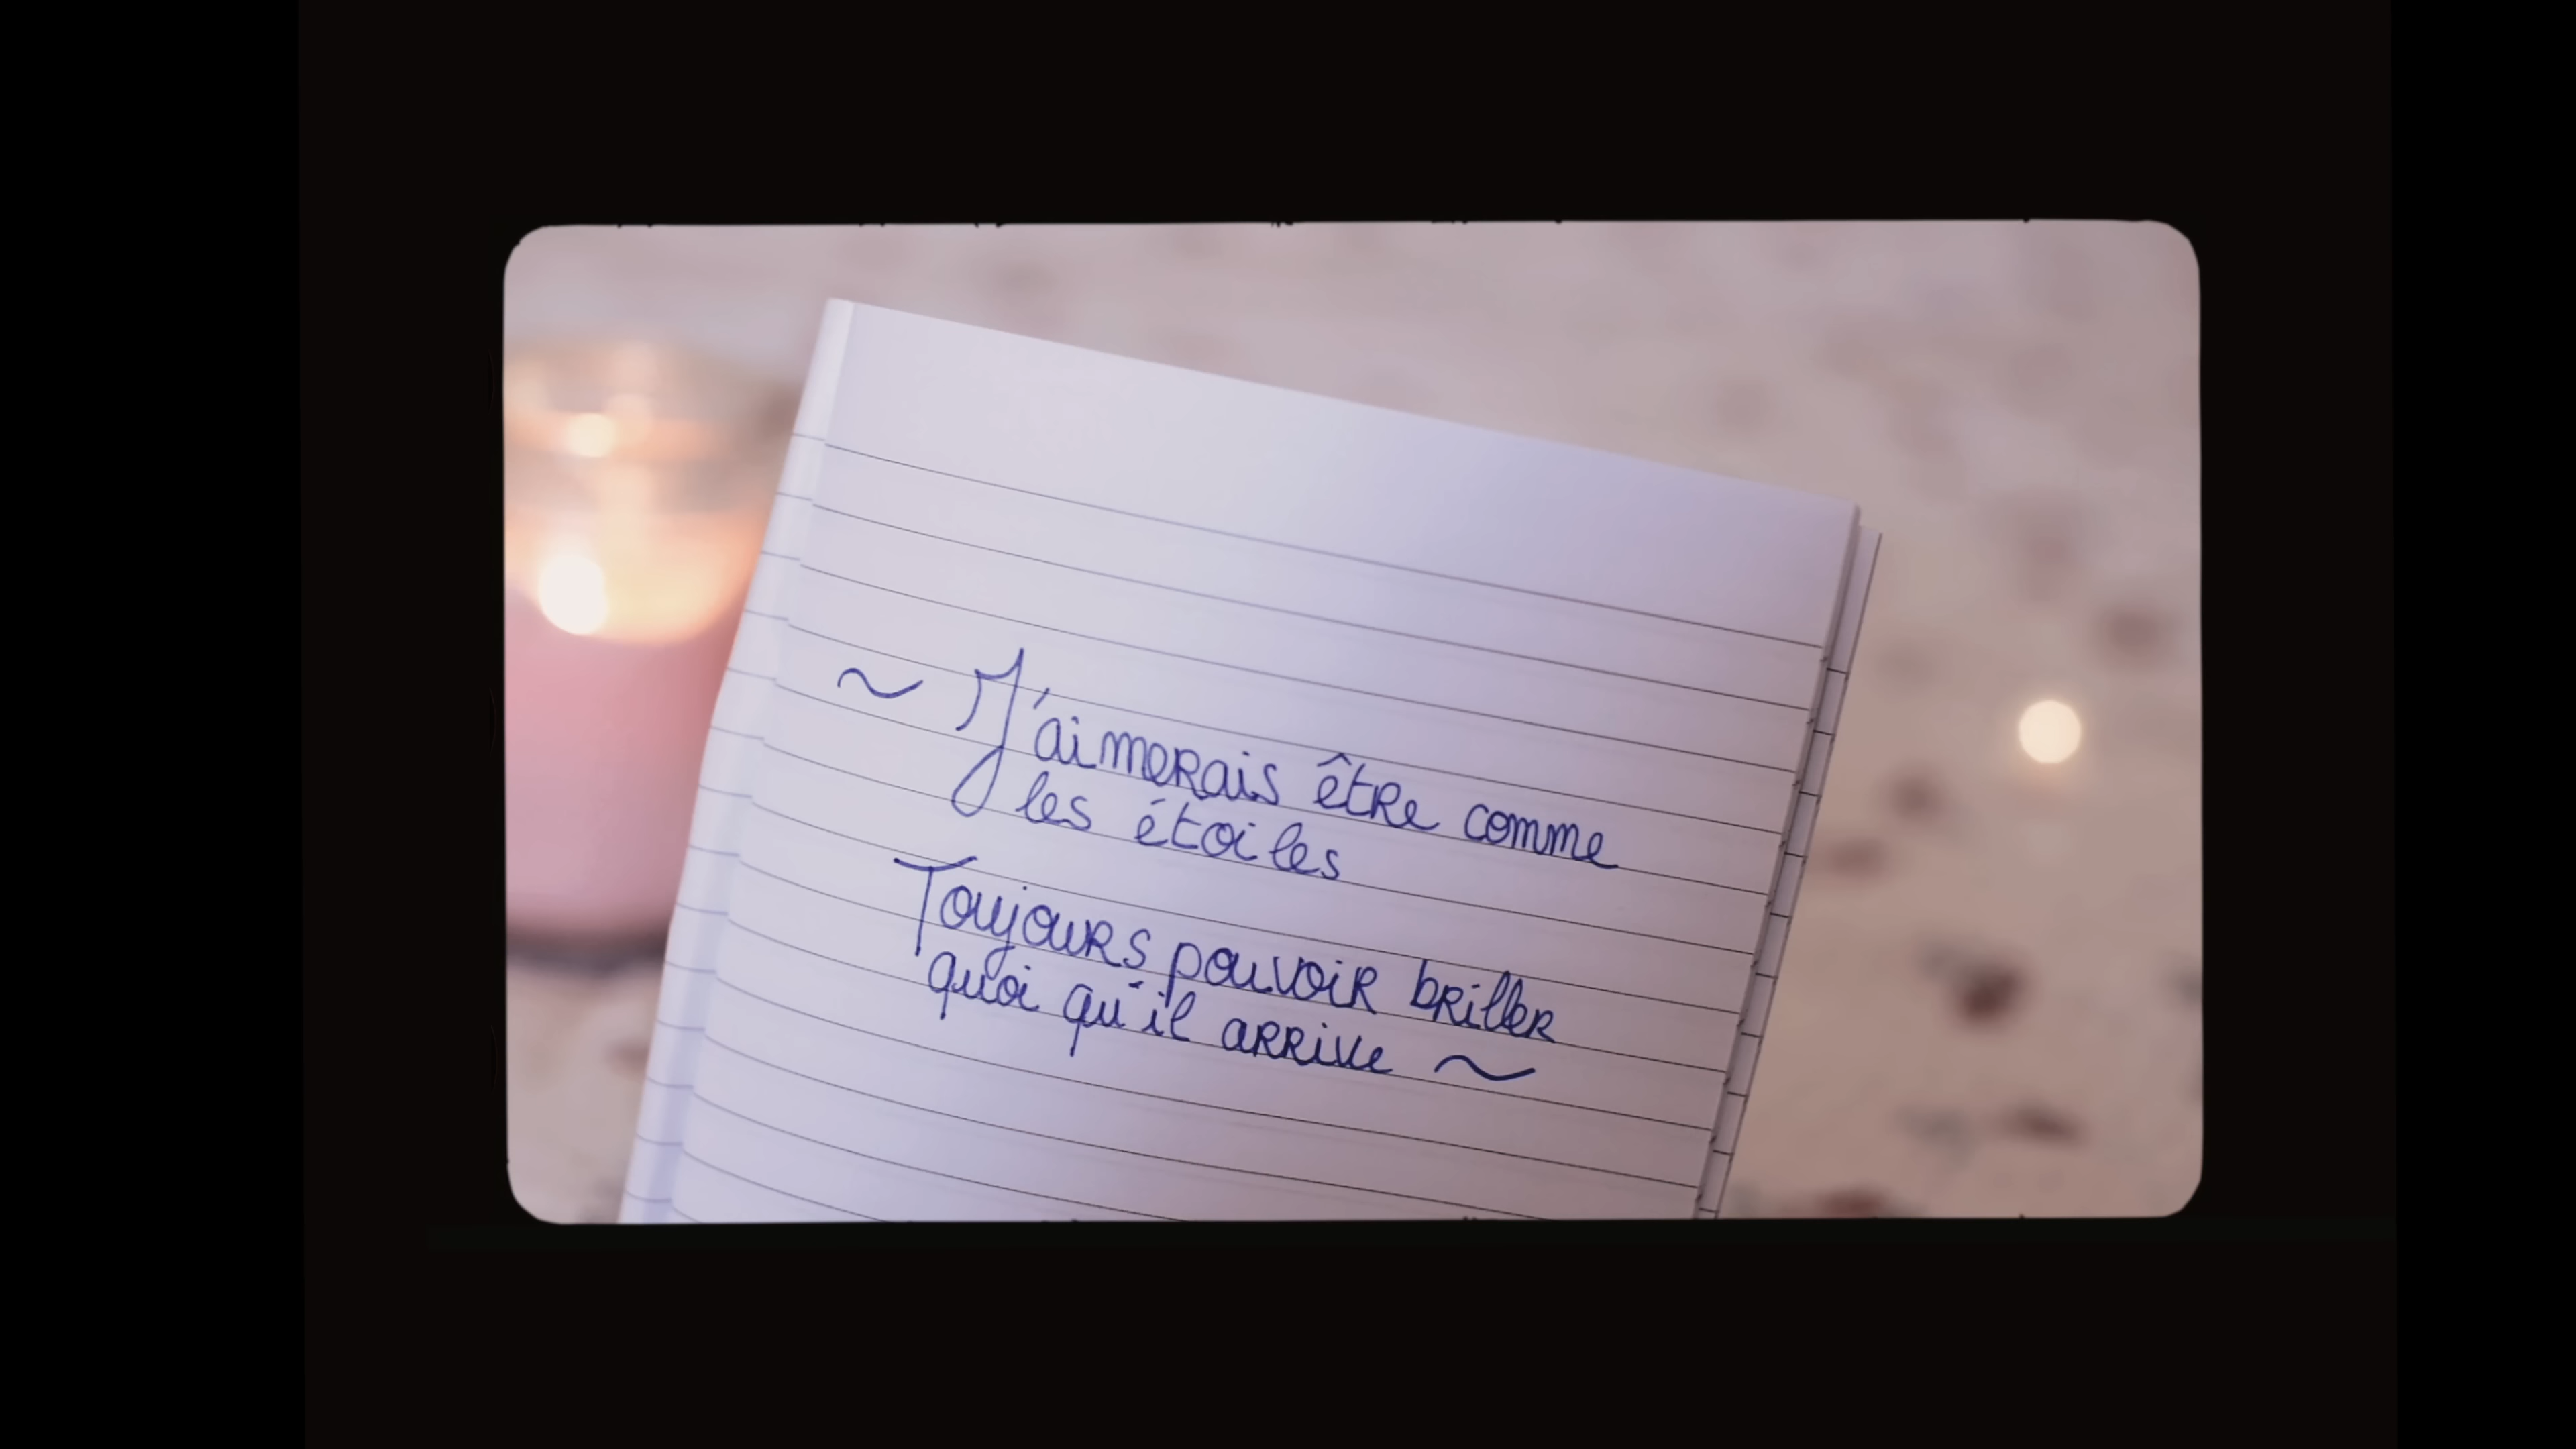 ~ J'aimerais être comme
les étoiles
Toujours pouvoir briller
quoi qu'il arrive ~